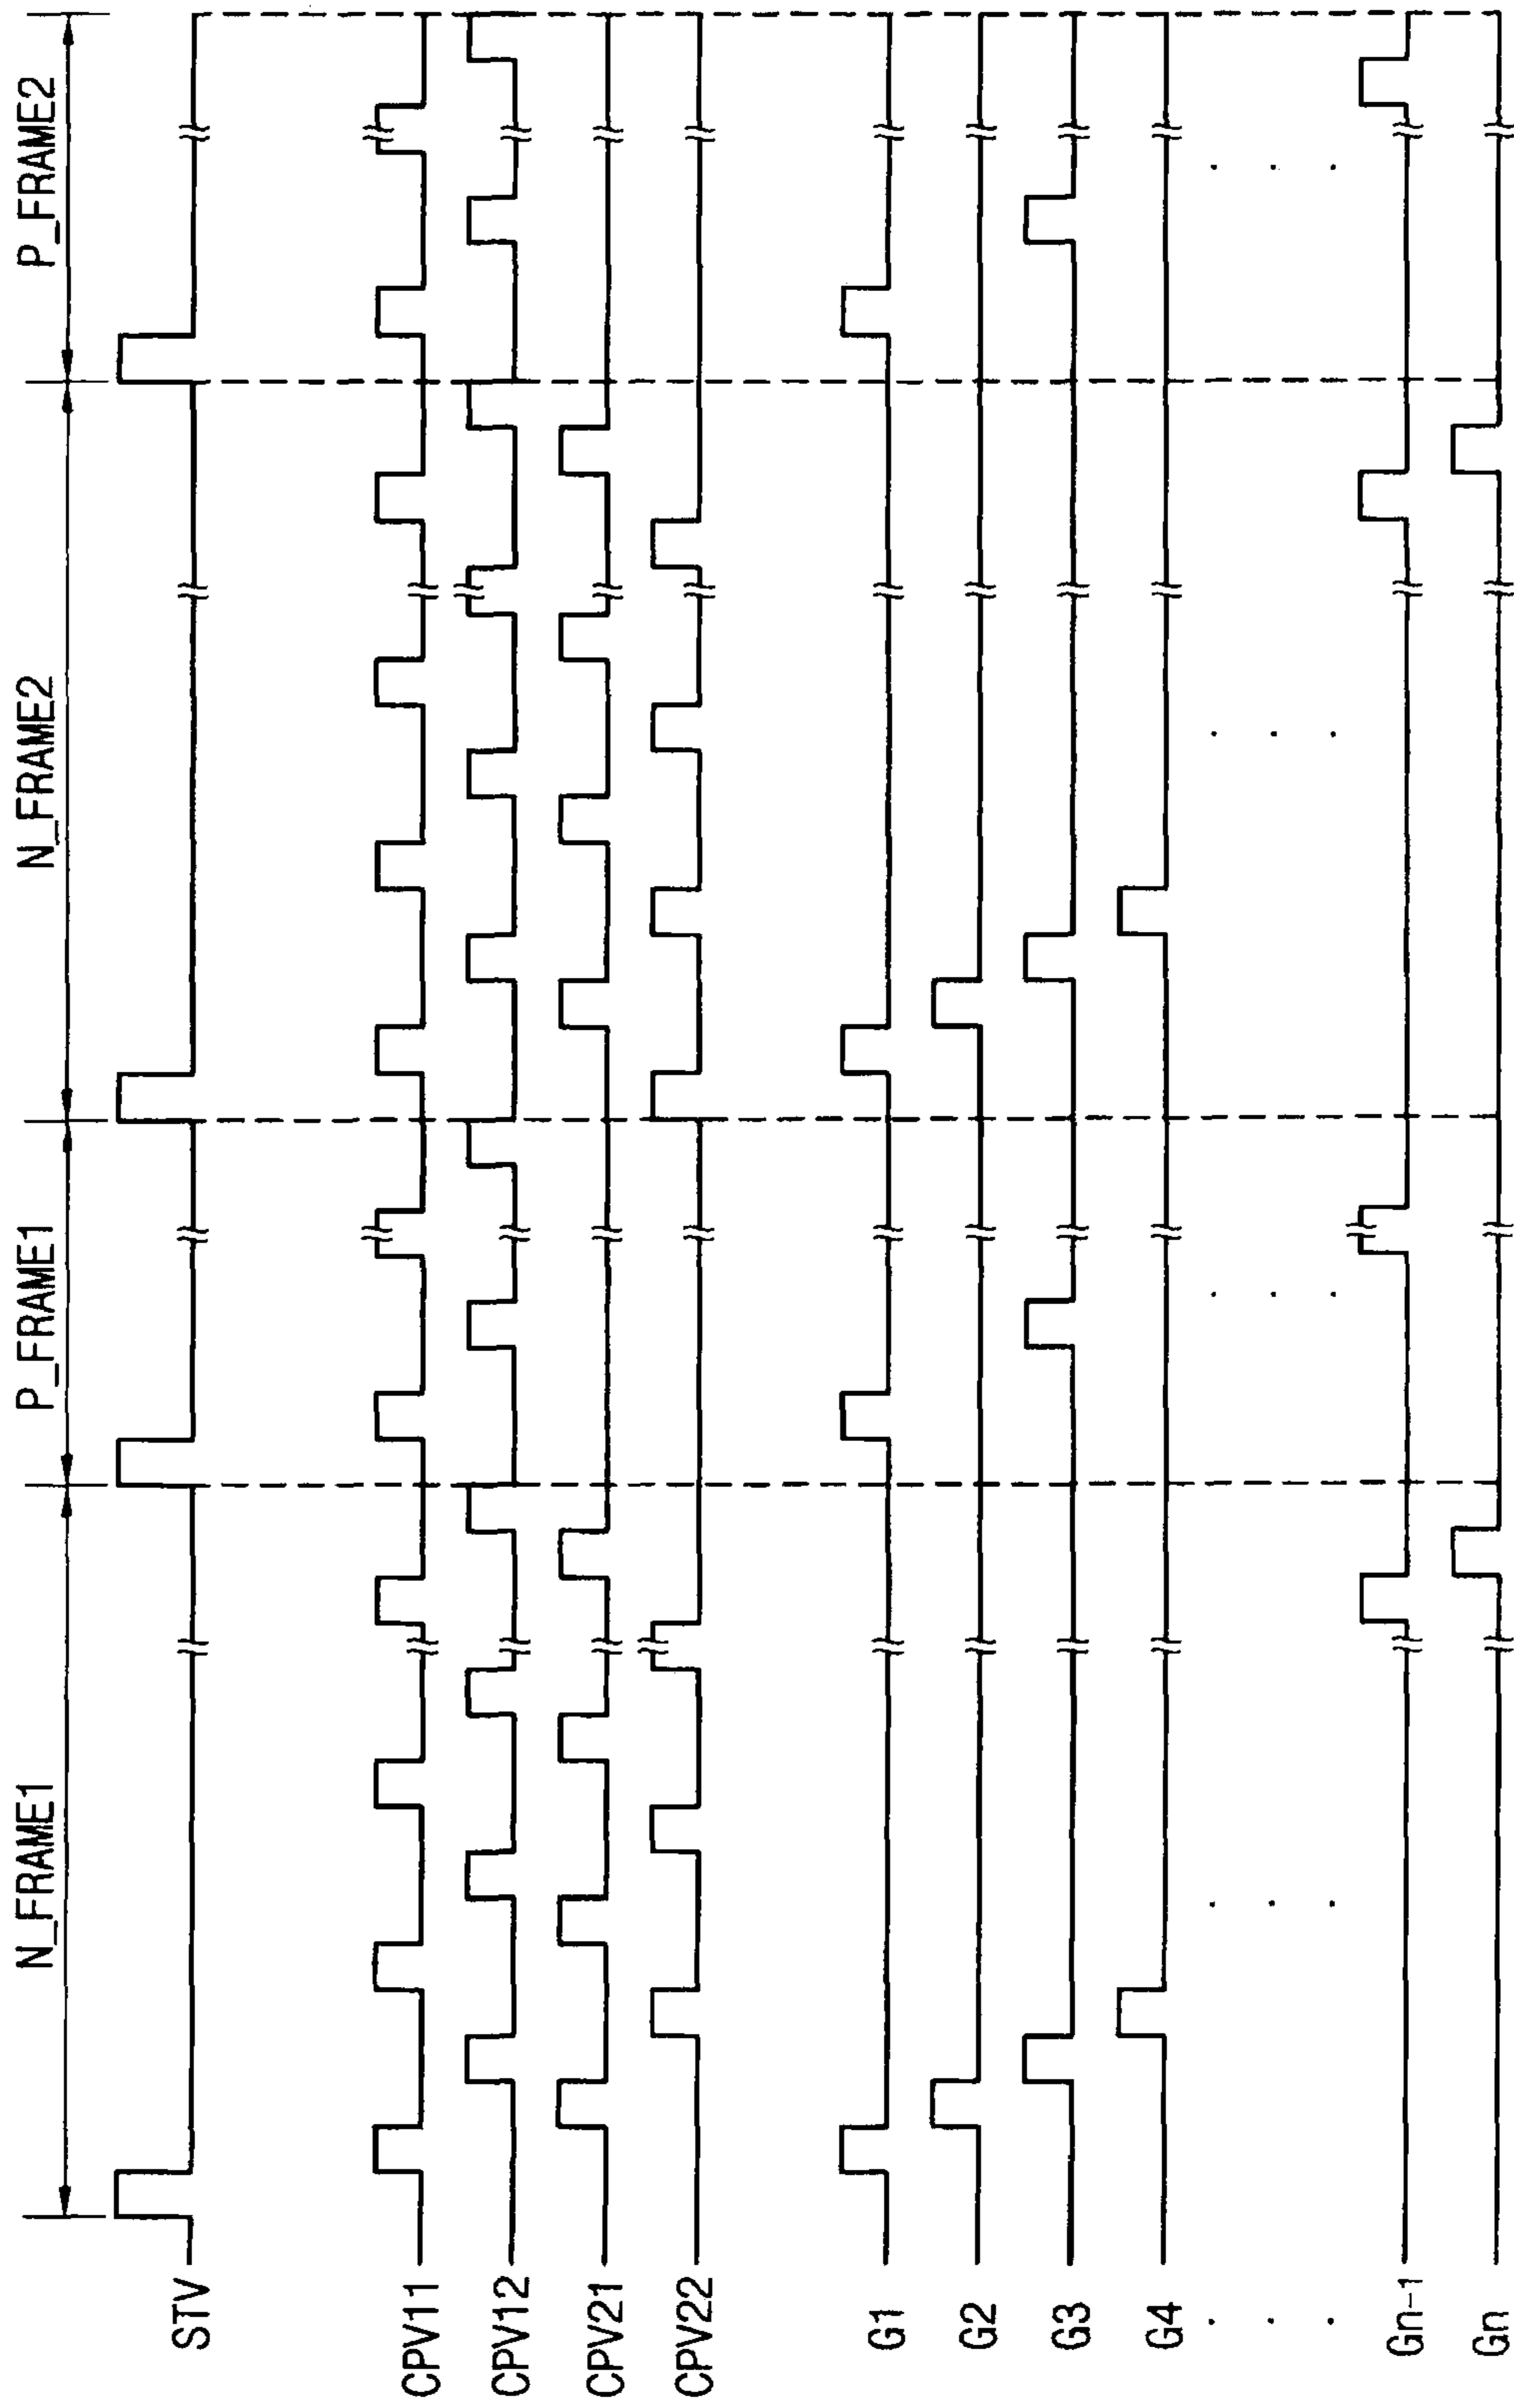 N_FRAME1 P_FRAME1 N_FRAME2 P_FRAME2
STV
CPV11
CPV12
CPV21
CPV22
G1
G2
G3
G4
Gn-1
Gn